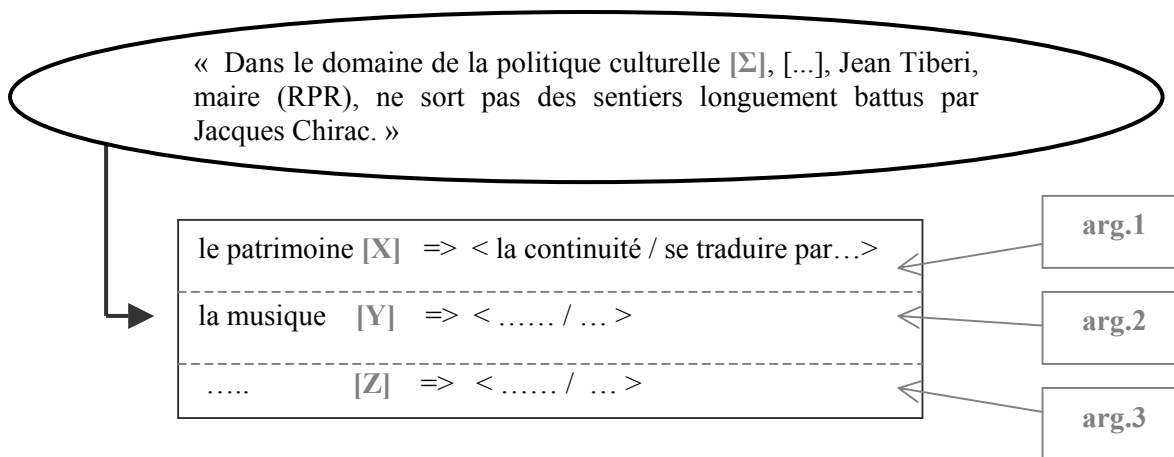 «  Dans le domaine de la politique culturelle [Σ], [...], Jean Tiberi,
maire (RPR), ne sort pas des sentiers longuement battus par
Jacques Chirac. »
le patrimoine [X] => < la continuité / se traduire par…>
arg.1
la musique [Y] => < …… / … >
arg.2
….. [Z] => < …… / … >
arg.3